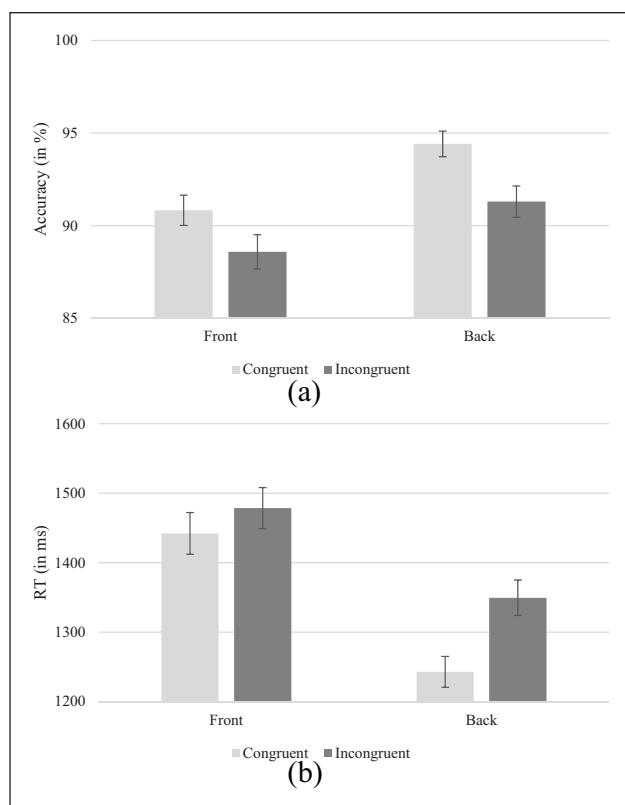 100
95
90
85
Accuracy (in %)
Front Back
Congruent Incongruent
(a)
1600
1500
1400
1300
1200
RT (in ms)
Front Back
Congruent Incongruent
(b)